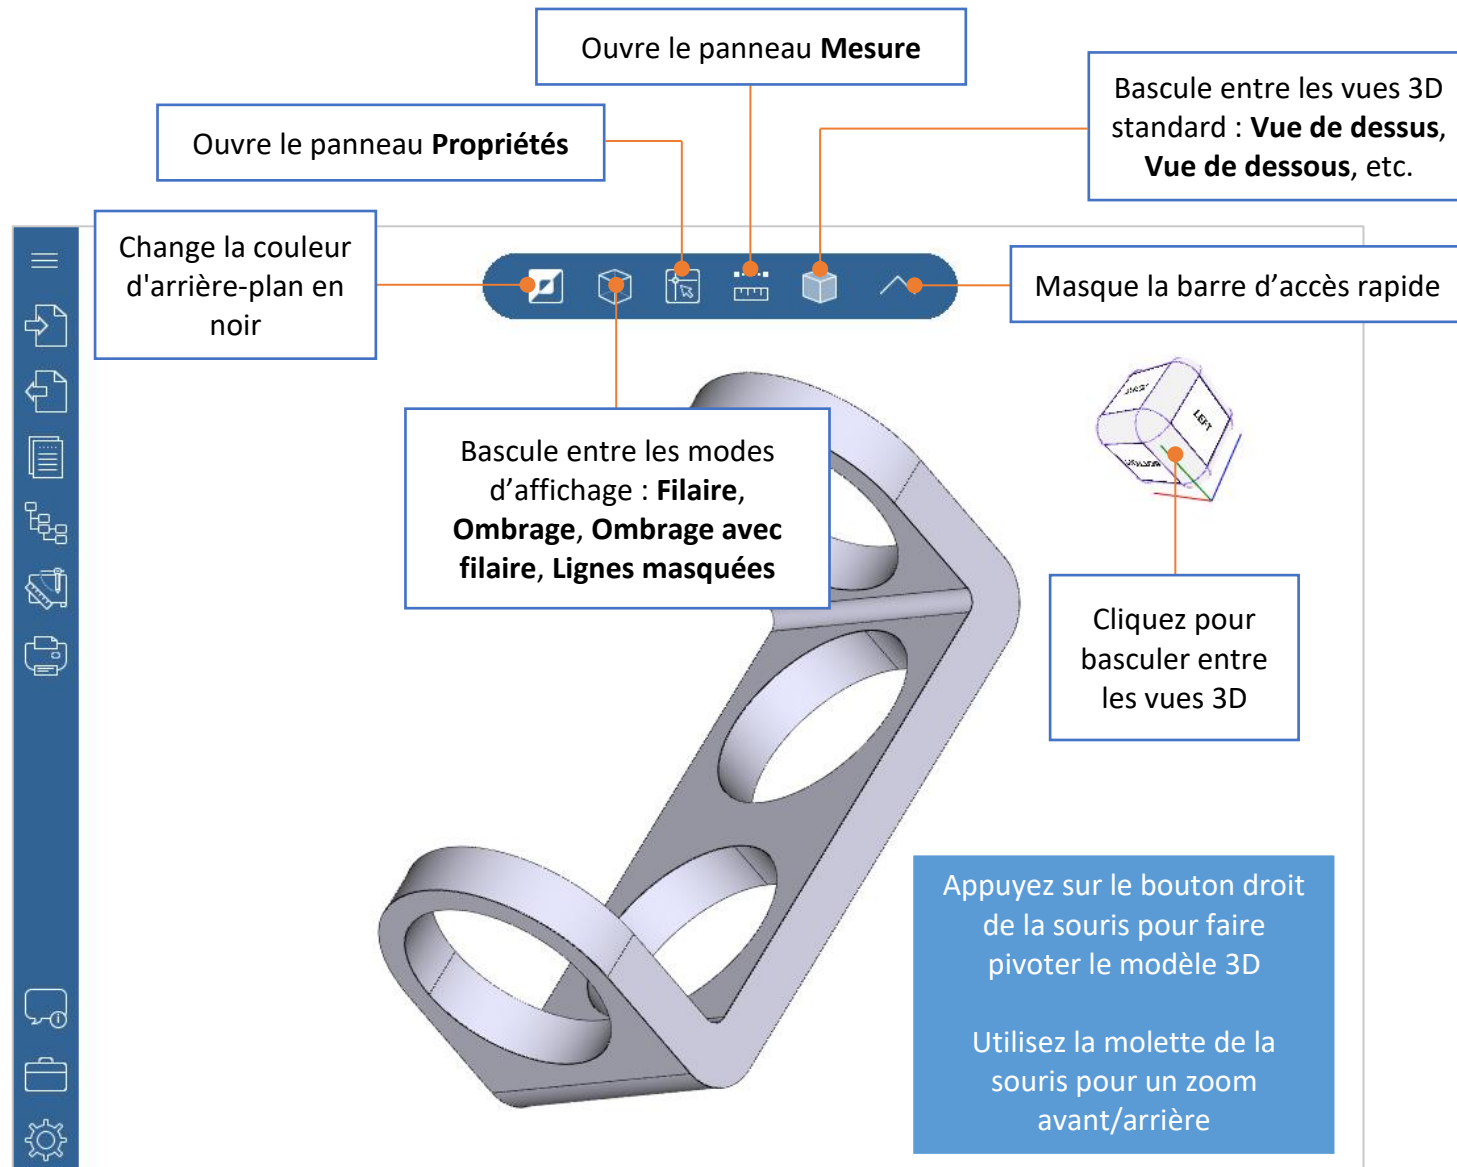 Ouvre le panneau Mesure
Bascule entre les vues 3D
standard : Vue de dessus,
Vue de dessous, etc.
Ouvre le panneau Propriétés
Change la couleur
d'arrière-plan en
noir
Masque la barre d’accès rapide
Bascule entre les modes
d’affichage : Filaire,
Ombrage, Ombrage avec
filaire, Lignes masquées
LEFT
Cliquez pour
basculer entre
les vues 3D
Appuyez sur le bouton droit
de la souris pour faire
pivoter le modèle 3D
Utilisez la molette de la
souris pour un zoom
avant/arrière